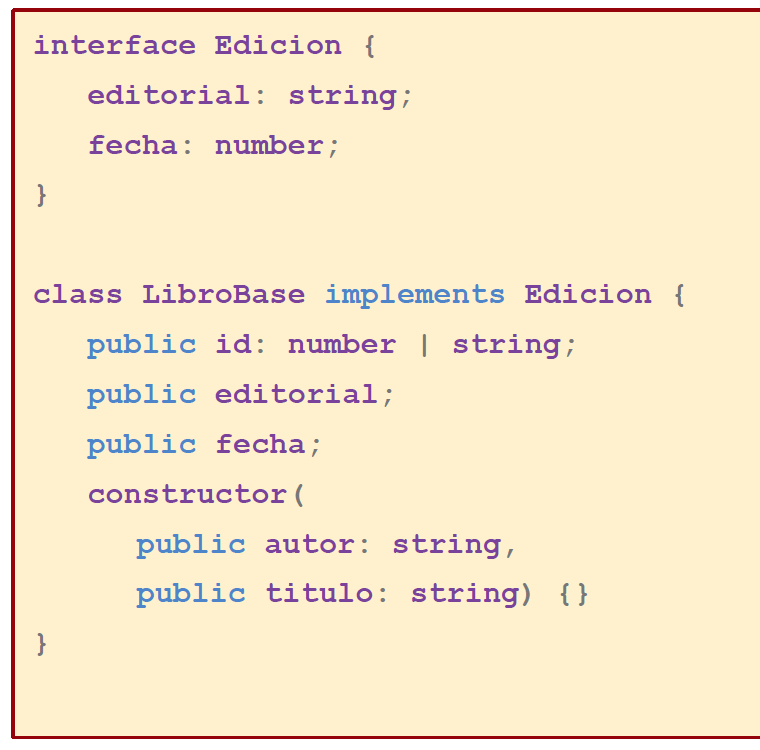 interface Edicion {
editorial: string;
fecha: number;
}
class LibroBase implements Edicion {
public id: number | string;
public editorial;
public fecha;
constructor(
public autor: string,
public titulo: string) {}
}